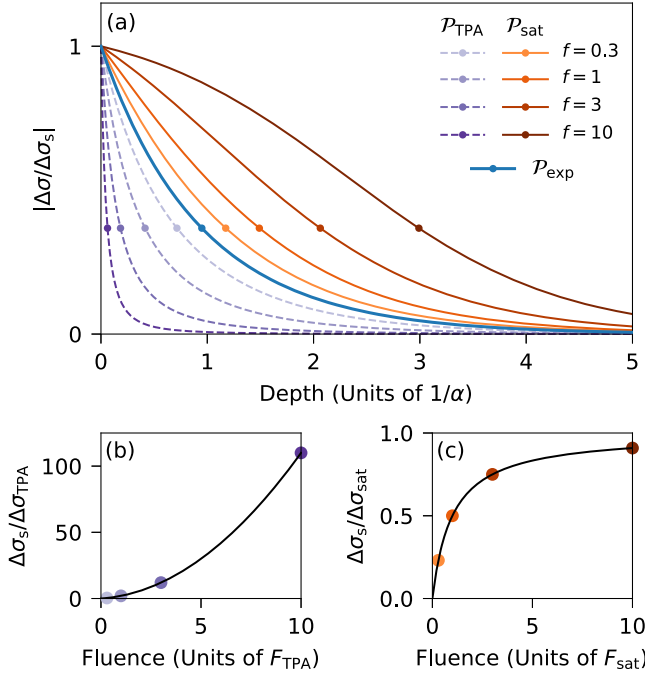 (a)
𝒫TPA 𝒫sat
f = 0.3
f = 1
f = 3
f = 10
𝒫exp
1
0
|Δσ/Δσs|
0 1 2 3 4 5
Depth (Units of 1/α)
(b)
100
50
0
Δσs/ΔσTPA
0 5 10
Fluence (Units of FTPA)
(c)
1.0
0.5
0.0
Δσs/Δσsat
0 5 10
Fluence (Units of Fsat)